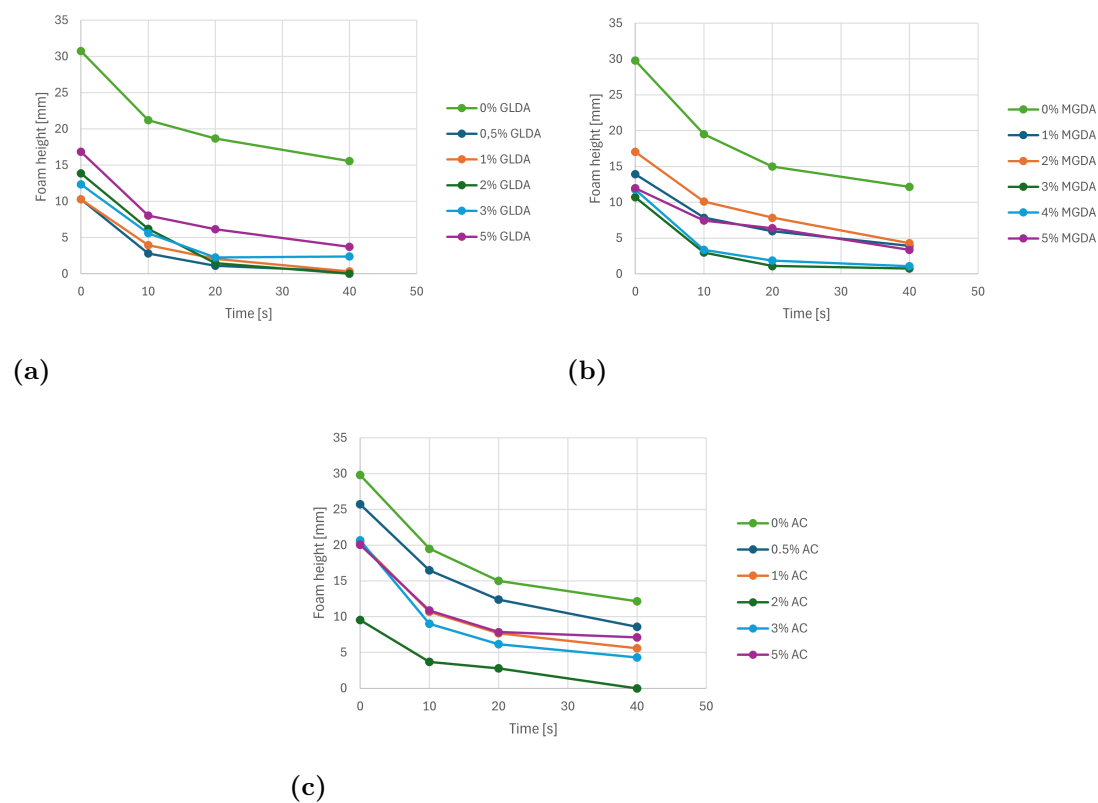 35
30
25
20
15
10
5
0
Foam height [mm]
0 10 20 30 40 50
Time [s]
0% GLDA
0,5% GLDA
1% GLDA
2% GLDA
3% GLDA
5% GLDA
(a)
35
30
25
20
15
10
5
0
Foam height [mm]
0 10 20 30 40 50
Time [s]
0% MGDA
1% MGDA
2% MGDA
3% MGDA
4% MGDA
5% MGDA
(b)
35
30
25
20
15
10
5
0
Foam height [mm]
0 10 20 30 40 50
Time [s]
0% AC
0.5% AC
1% AC
2% AC
3% AC
5% AC
(c)